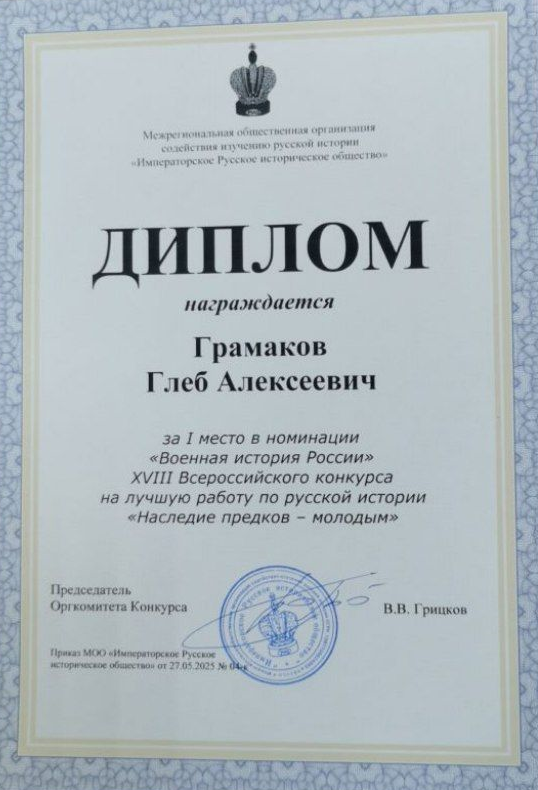 Межрегиональная общественная организация
содействия изучению русской истории
«Императорское Русское историческое общество»
ДИПЛОМ
награждается
Грамаков
Глеб Алексеевич
за I место в номинации
«Военная история России»
XVIII Всероссийского конкурса
на лучшую работу по русской истории
«Наследие предков – молодым»
Председатель
Оргкомитета Конкурса
В.В. Грицков
Приказ МОО «Императорское Русское
историческое общество» от 27.05.2025 №